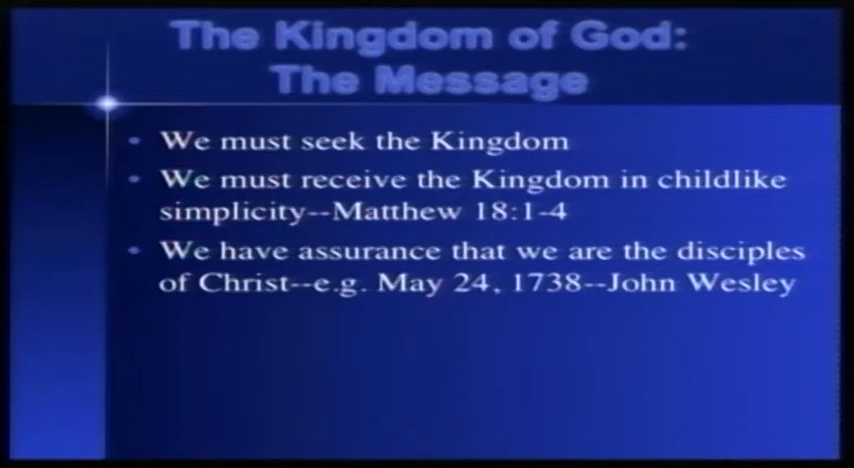 The Kingdom of God:
The Message
• We must seek the Kingdom
• We must receive the Kingdom in childlike
simplicity--Matthew 18:1-4
• We have assurance that we are the disciples
of Christ--e.g. May 24, 1738--John Wesley